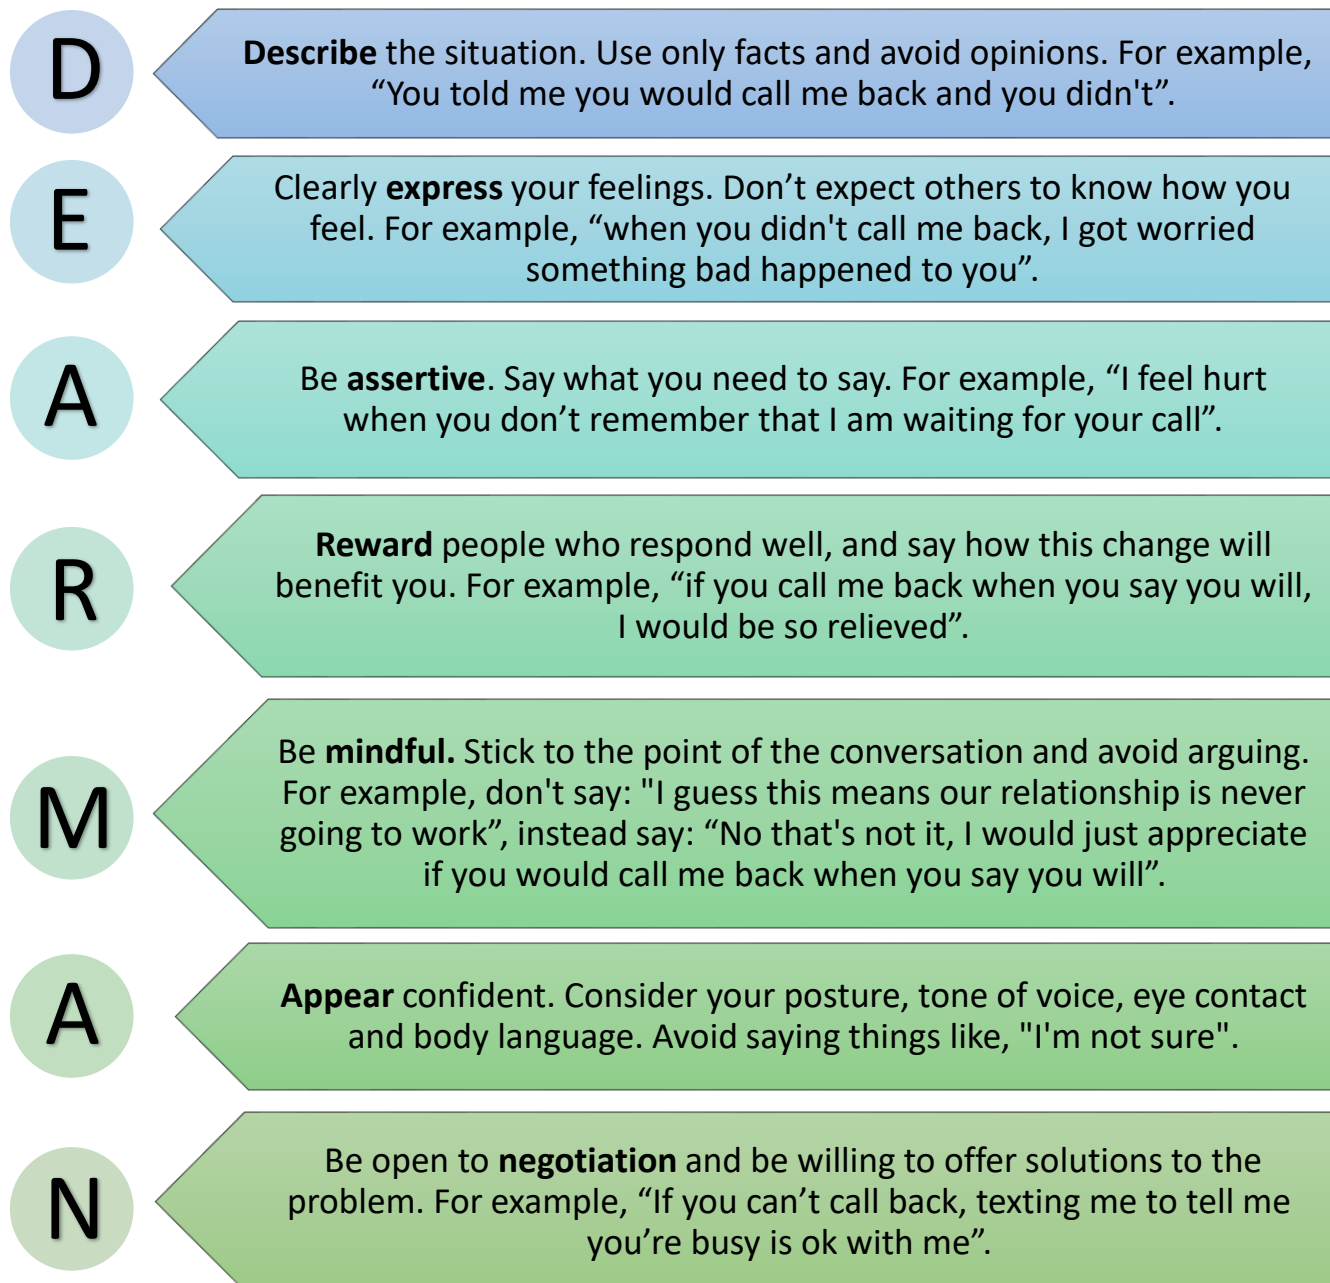 D
Describe the situation. Use only facts and avoid opinions. For example,
“You told me you would call me back and you didn't”.
E
Clearly express your feelings. Don’t expect others to know how you
feel. For example, “when you didn't call me back, I got worried
something bad happened to you”.
A
Be assertive. Say what you need to say. For example, “I feel hurt
when you don’t remember that I am waiting for your call”.
R
Reward people who respond well, and say how this change will
benefit you. For example, “if you call me back when you say you will,
I would be so relieved”.
M
Be mindful. Stick to the point of the conversation and avoid arguing.
For example, don't say: "I guess this means our relationship is never
going to work”, instead say: “No that's not it, I would just appreciate
if you would call me back when you say you will”.
A
Appear confident. Consider your posture, tone of voice, eye contact
and body language. Avoid saying things like, "I'm not sure".
N
Be open to negotiation and be willing to offer solutions to the
problem. For example, “If you can’t call back, texting me to tell me
you’re busy is ok with me”.